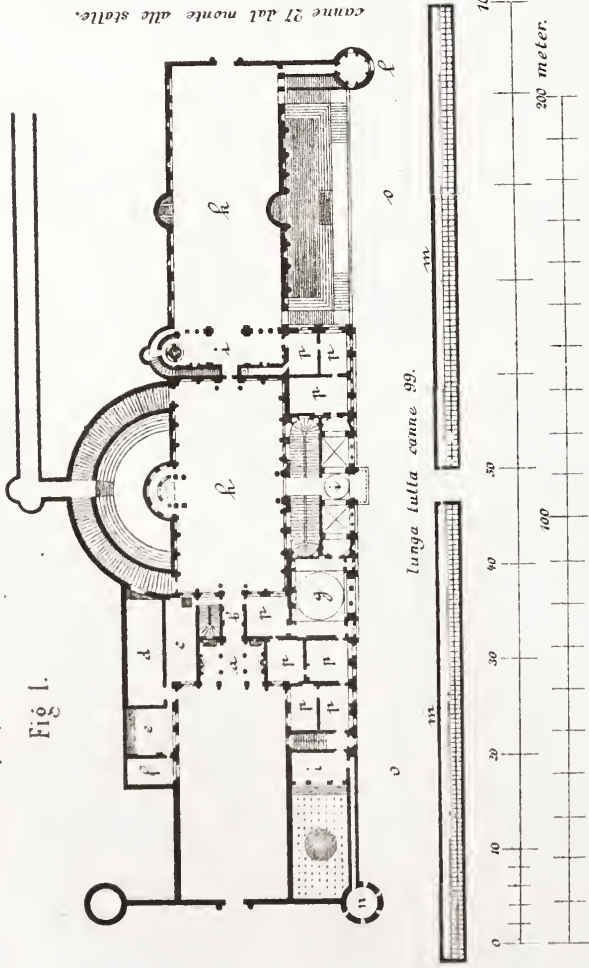 Fig 1.
canne 27 dal monte alle stalle.
f
e
d
c
a
b
h
i
h
i
p
p
p
p
p
g
i
p
p
p
n
l
o
o
lunga tutta canne 99.
m
m
0 10 20 30 40 50
100 200 meter.